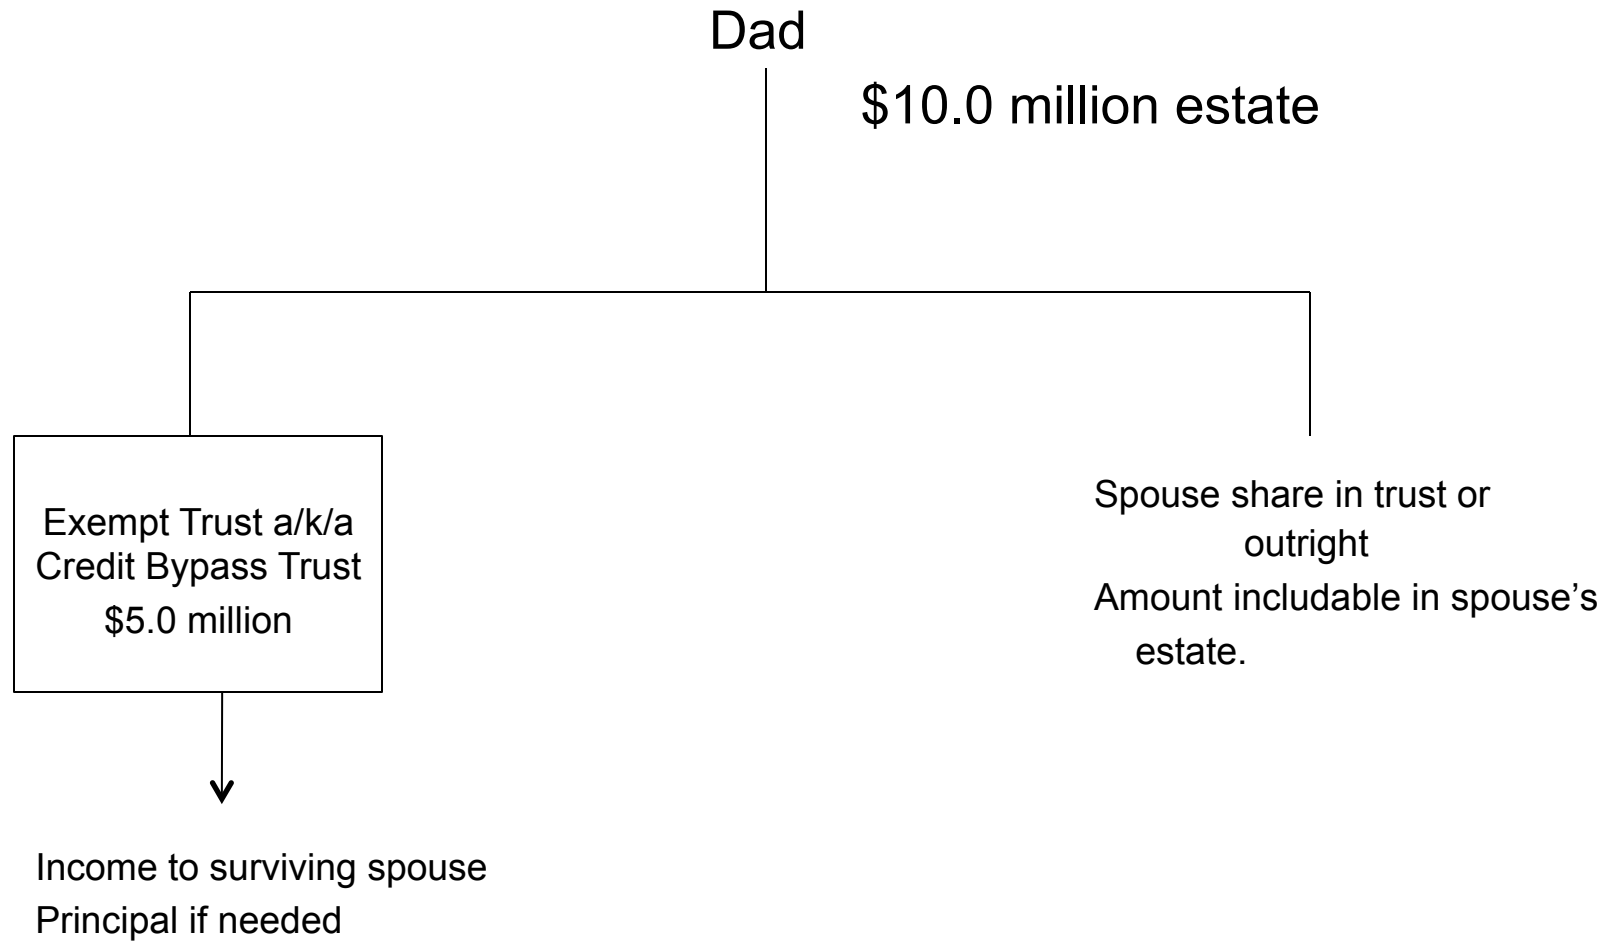 Dad
$10.0 million estate
Exempt Trust a/k/a
Credit Bypass Trust
$5.0 million
Spouse share in trust or
outright
Amount includable in spouse’s
estate.
Income to surviving spouse
Principal if needed